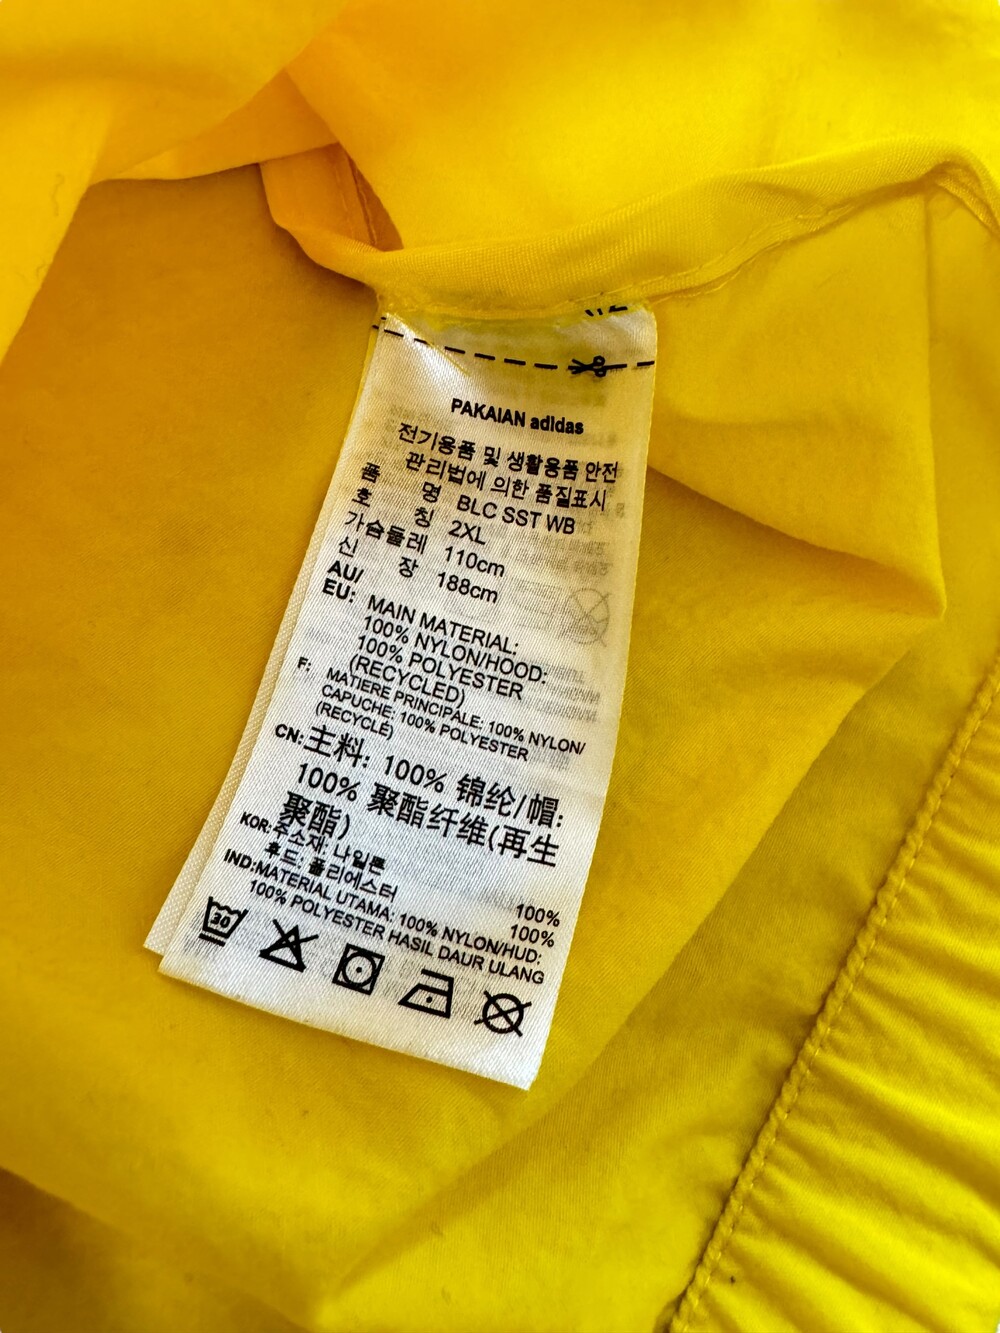 PAKAIAN adidas
전기용품 및 생활용품 안전
관리법에 의한 품질표시
품 명 BLC SST WB
호 칭 2XL
가슴둘레 110cm
신 장 188cm
AU/
EU: MAIN MATERIAL:
100% NYLON/HOOD:
100% POLYESTER
(RECYCLED)
F: MATIERE PRINCIPALE: 100% NYLON/
CAPUCHE: 100% POLYESTER
(RECYCLÉ)
CN: 主料: 100% 锦纶/帽:
100% 聚酯纤维(再生
聚酯)
KOR: 주소재: 나일론 100%
후드: 폴리에스터 100%
IND: MATERIAL UTAMA: 100% NYLON/HUD:
100% POLYESTER HASIL DAUR ULANG
30